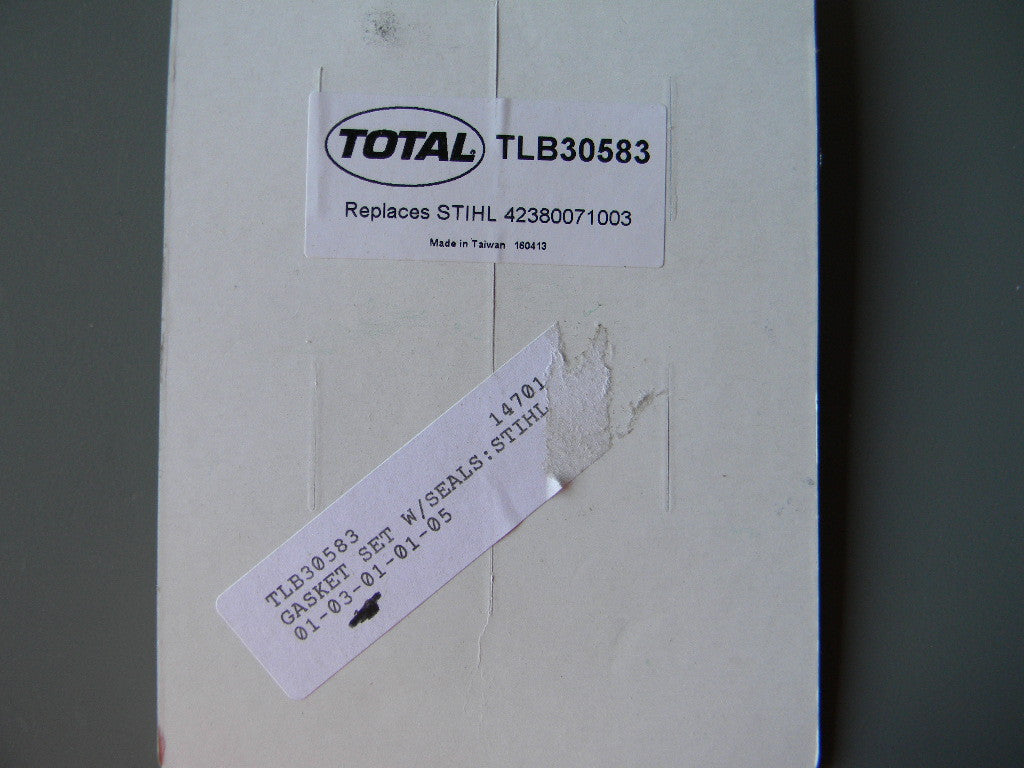 TOTAL TLB30583
Replaces STIHL 42380071003
Made in Taiwan 160413
14701
TLB30583
GASKET SET W/SEALS:STIHL
01-03-01-01-05